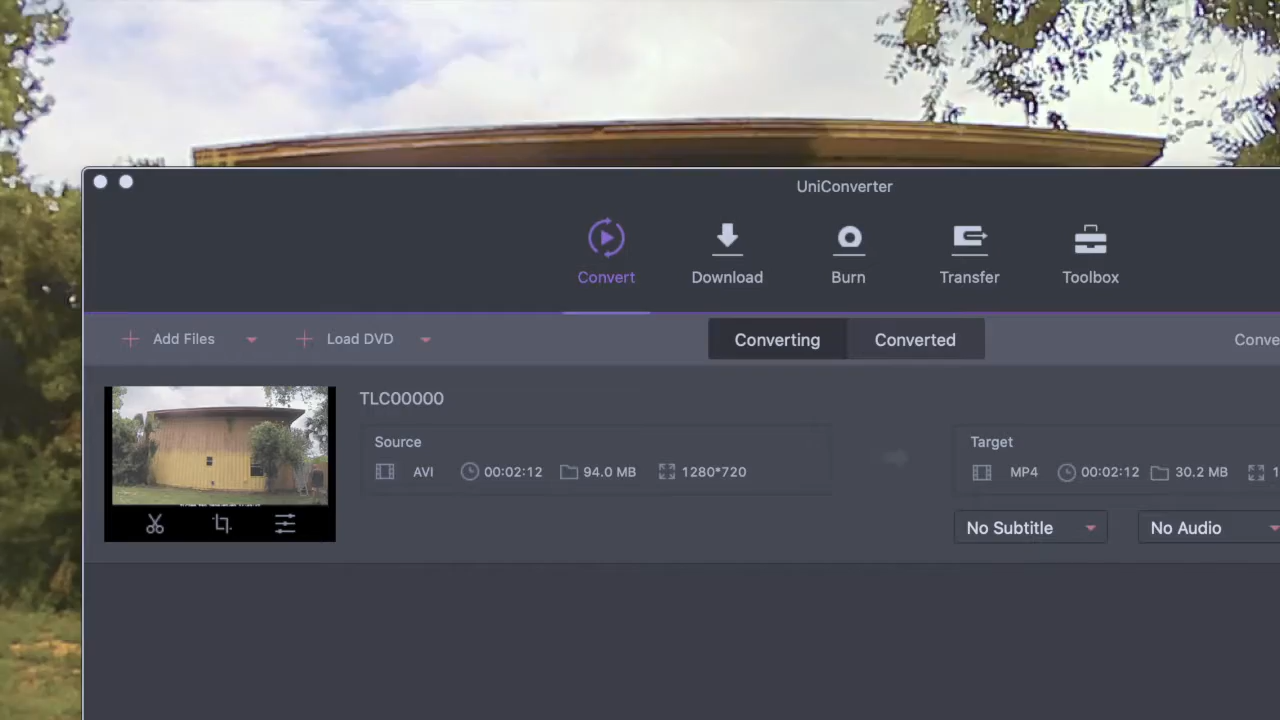 UniConverter
Convert Download Burn Transfer Toolbox
Add Files Load DVD Converting Converted
TLC00000
Source Target
AVI 00:02:12 94.0 MB 1280*720 MP4 00:02:12 30.2 MB
No Subtitle No Audio